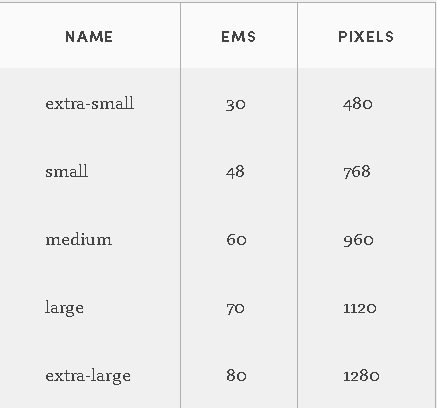 NAME EMS PIXELS
extra-small 30 480
small 48 768
medium 60 960
large 70 1120
extra-large 80 1280